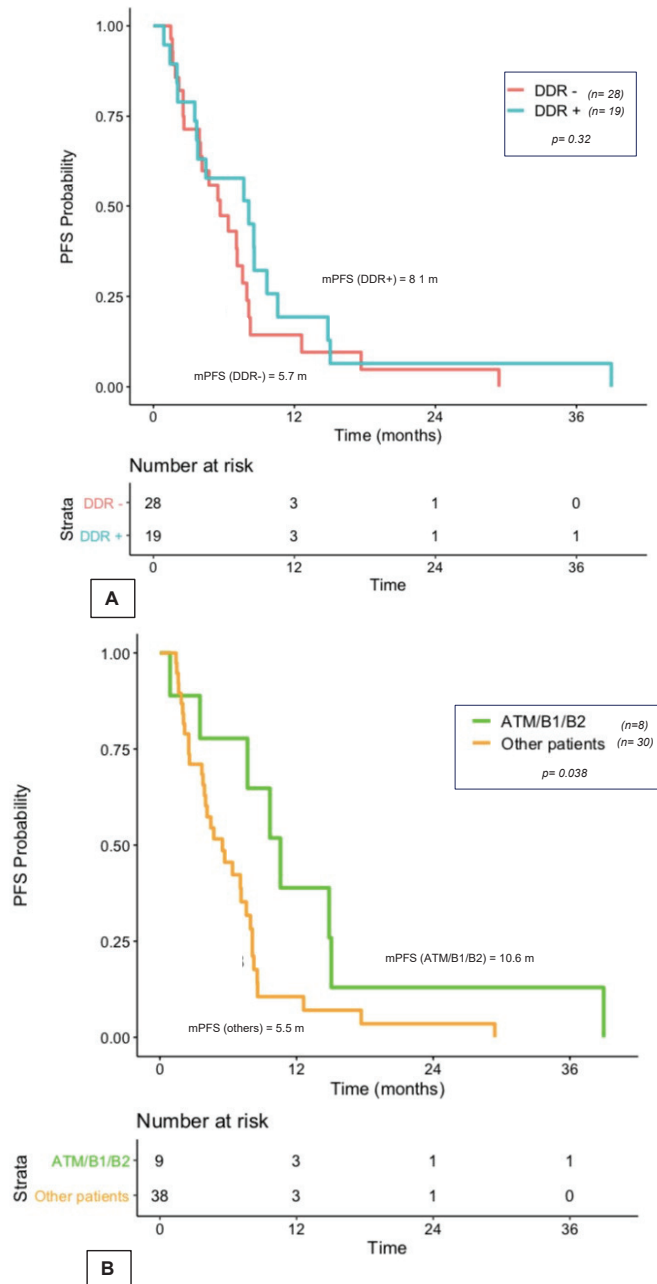 1.00
0.75
0.50
0.25
0.00
PFS Probability
DDR - (n= 28)
DDR + (n= 19)
p= 0.32
mPFS (DDR+) = 8 1 m
mPFS (DDR-) = 5.7 m
0 12 24 36
Time (months)
Number at risk
Strata
DDR - 28 3 1 0
DDR + 19 3 1 1
0 12 24 36
Time
A
1.00
0.75
0.50
0.25
0.00
PFS Probability
ATM/B1/B2 (n=8)
Other patients (n= 30)
p= 0.038
mPFS (ATM/B1/B2) = 10.6 m
mPFS (others) = 5.5 m
0 12 24 36
Time (months)
Number at risk
Strata
ATM/B1/B2 9 3 1 1
Other patients 38 3 1 0
0 12 24 36
Time
B